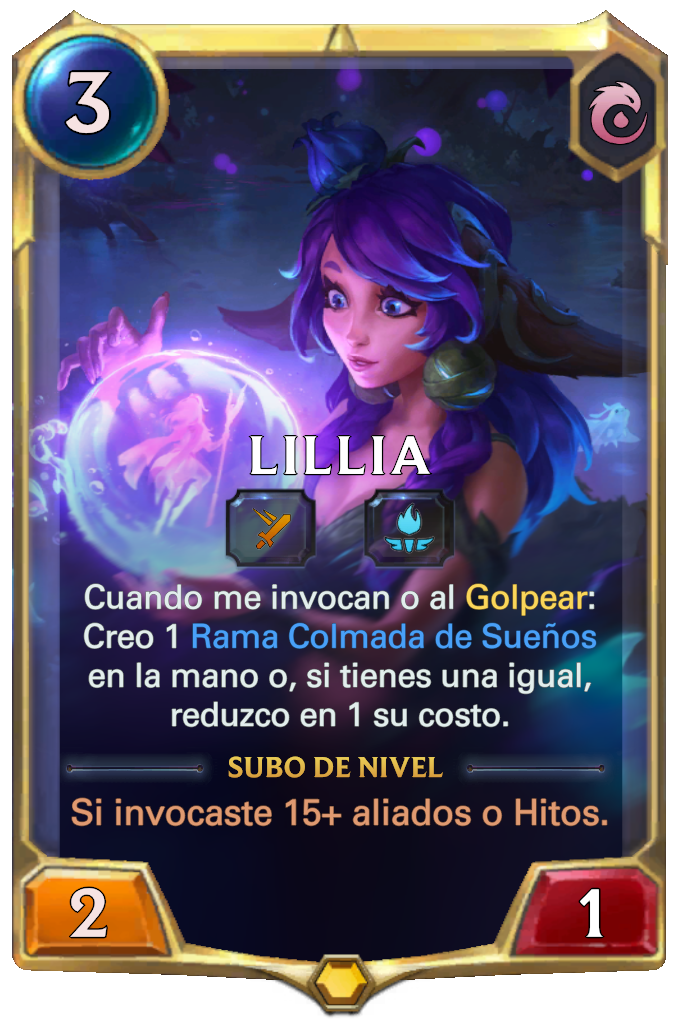 3
LILLIA
Cuando me invocan o al Golpear:
Creo 1 Rama Colmada de Sueños
en la mano o, si tienes una igual,
reduzco en 1 su costo.
SUBO DE NIVEL
Si invocaste 15+ aliados o Hitos.
2
1